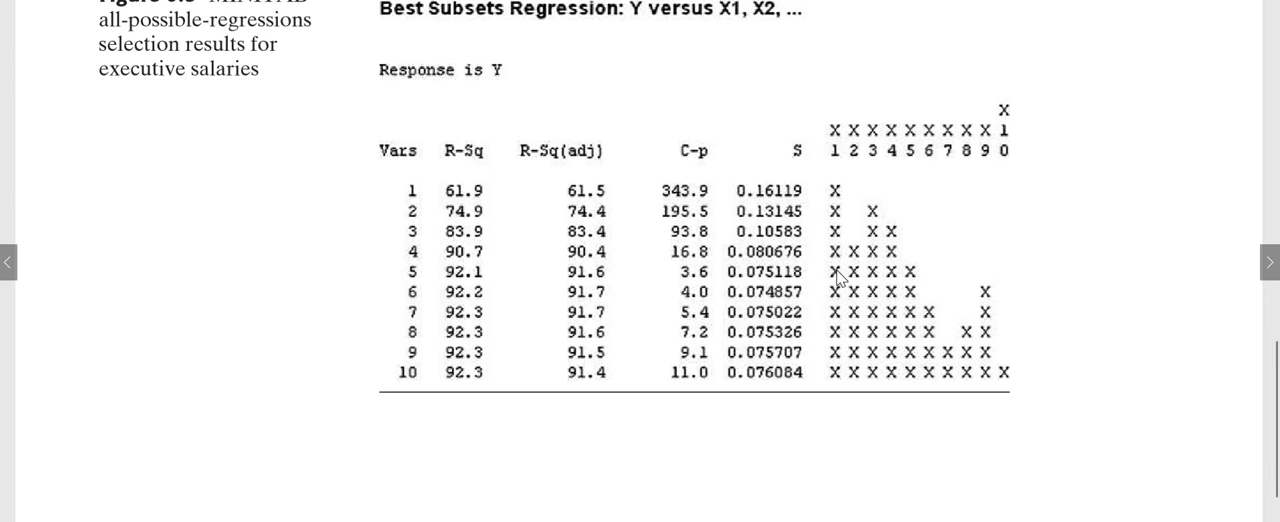 all-possible-regressions
selection results for
executive salaries
Best Subsets Regression: Y versus X1, X2, ...
Response is Y
X
X X X X X X X X X 1
Vars R-Sq R-Sq(adj) C-p S 1 2 3 4 5 6 7 8 9 0
1 61.9 61.5 343.9 0.16119 X
2 74.9 74.4 195.5 0.13145 X X
3 83.9 83.4 93.8 0.10583 X X X
4 90.7 90.4 16.8 0.080676 X X X X
5 92.1 91.6 3.6 0.075118 X X X X X
6 92.2 91.7 4.0 0.074857 X X X X X X
7 92.3 91.7 5.4 0.075022 X X X X X X X
8 92.3 91.6 7.2 0.075326 X X X X X X X X
9 92.3 91.5 9.1 0.075707 X X X X X X X X X
10 92.3 91.4 11.0 0.076084 X X X X X X X X X X